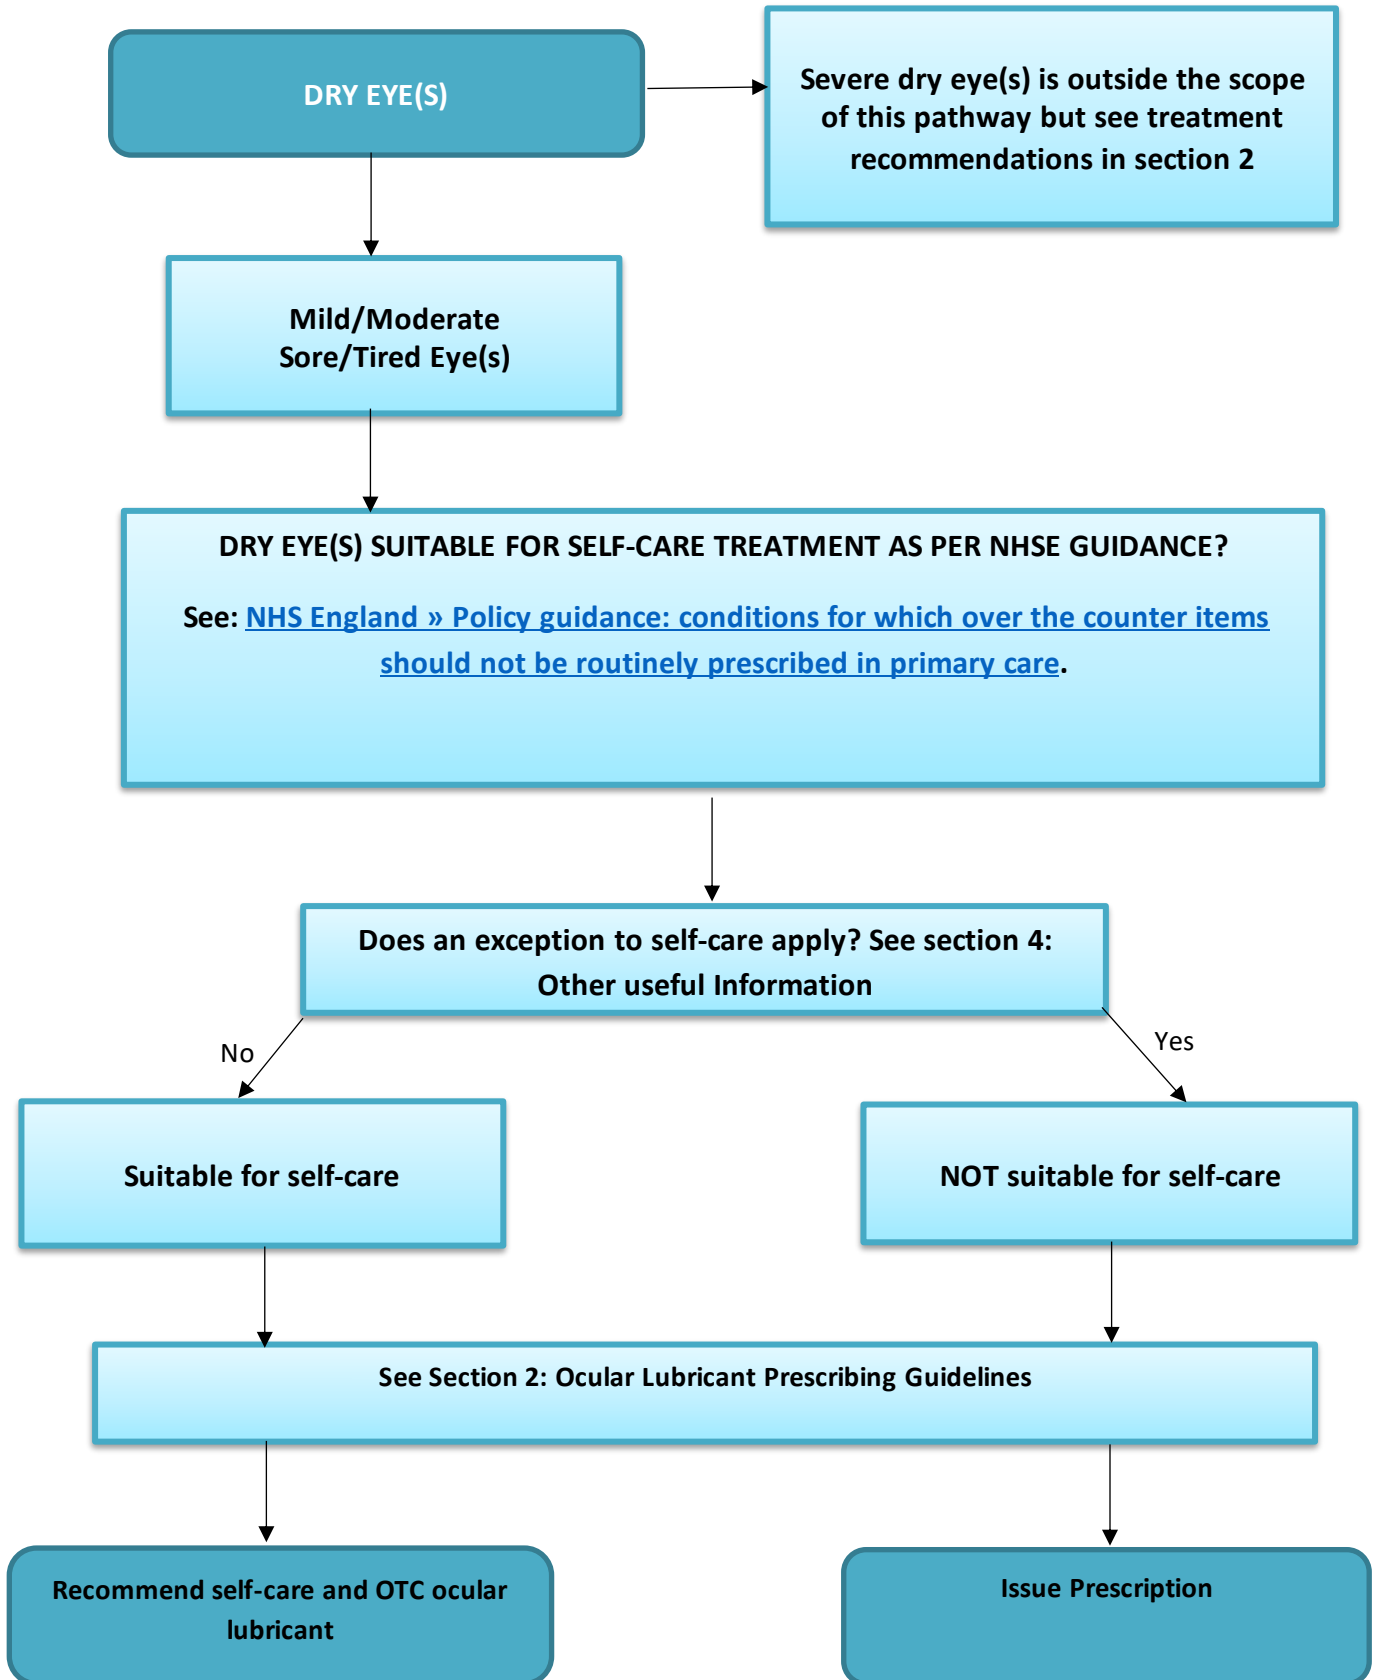 DRY EYE(S)
Severe dry eye(s) is outside the scope
of this pathway but see treatment
recommendations in section 2
Mild/Moderate
Sore/Tired Eye(s)
DRY EYE(S) SUITABLE FOR SELF-CARE TREATMENT AS PER NHSE GUIDANCE?
See: NHS England » Policy guidance: conditions for which over the counter items
should not be routinely prescribed in primary care.
Does an exception to self-care apply? See section 4:
Other useful Information
No
Yes
Suitable for self-care
NOT suitable for self-care
See Section 2: Ocular Lubricant Prescribing Guidelines
Recommend self-care and OTC ocular
lubricant
Issue Prescription